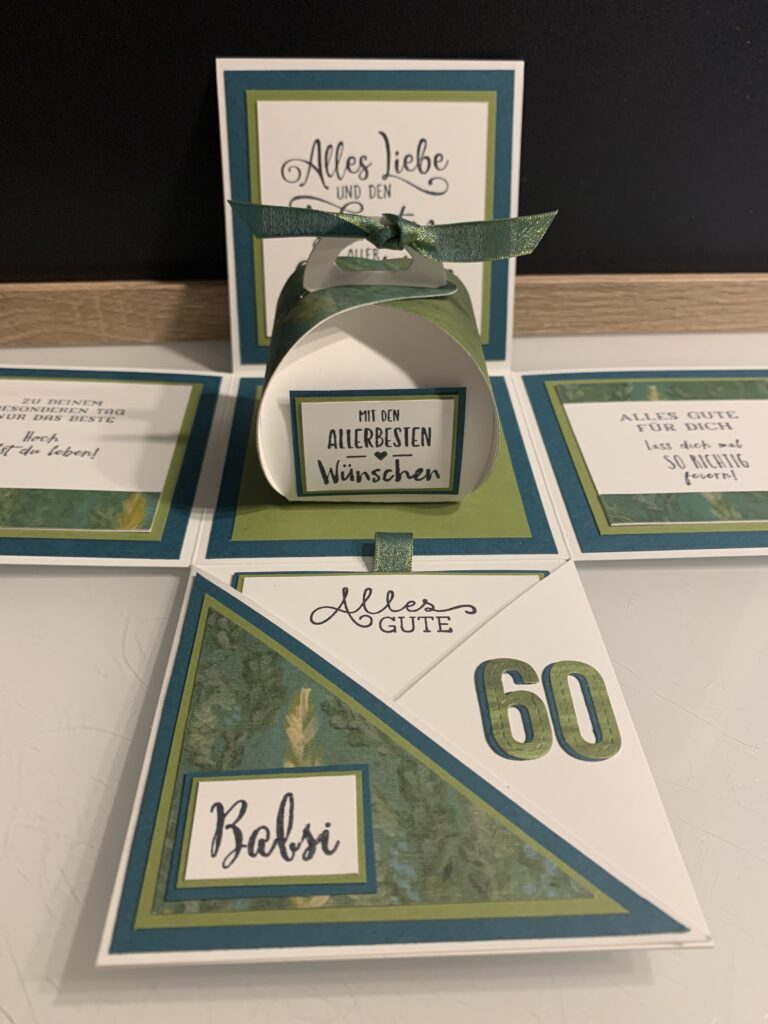 Alles Liebe
UND DEN
ALLER
MIT DEN
ALLERBESTEN
Wünschen
ZU DEINEM
BESONDEREN TAG
NUR DAS BESTE
Hoch
du leben!
ALLES GUTE
FÜR DICH
lass dich mal
SO RICHTIG
feiern!
Alles
GUTE
60
Babsi